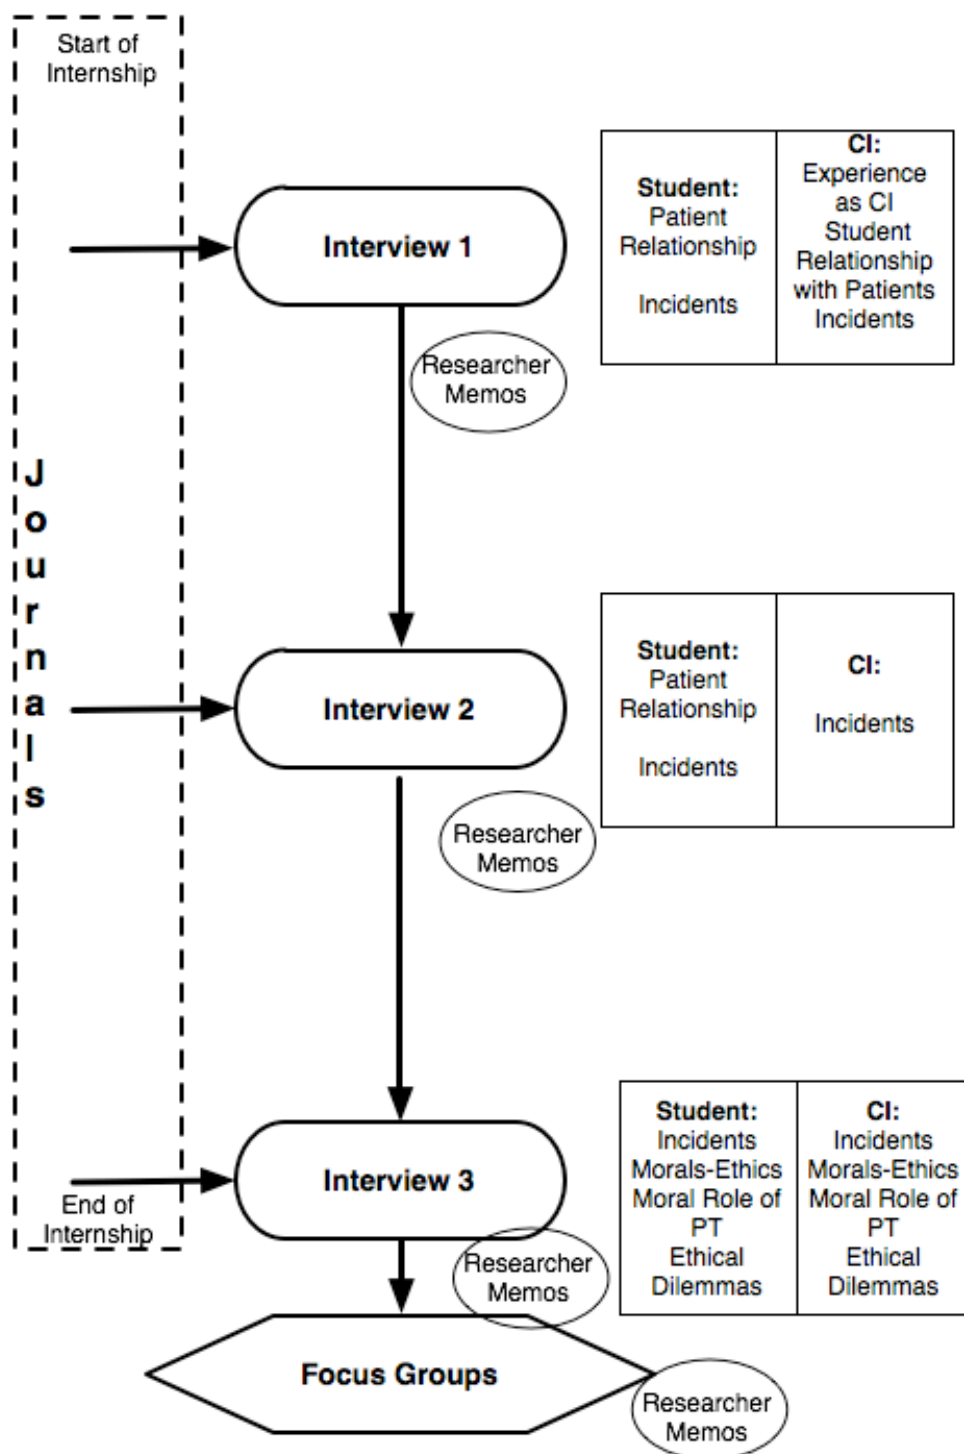 Start of
Internship
Journals
Interview 1
Student:
Patient
Relationship
Incidents
CI:
Experience
as CI
Student
Relationship
with Patients
Incidents
Researcher
Memos
Interview 2
Student:
Patient
Relationship
Incidents
CI:
Incidents
Researcher
Memos
Interview 3
Student:
Incidents
Morals-Ethics
Moral Role of
PT
Ethical
Dilemmas
CI:
Incidents
Morals-Ethics
Moral Role of
PT
Ethical
Dilemmas
End of
Internship
Researcher
Memos
Focus Groups
Researcher
Memos